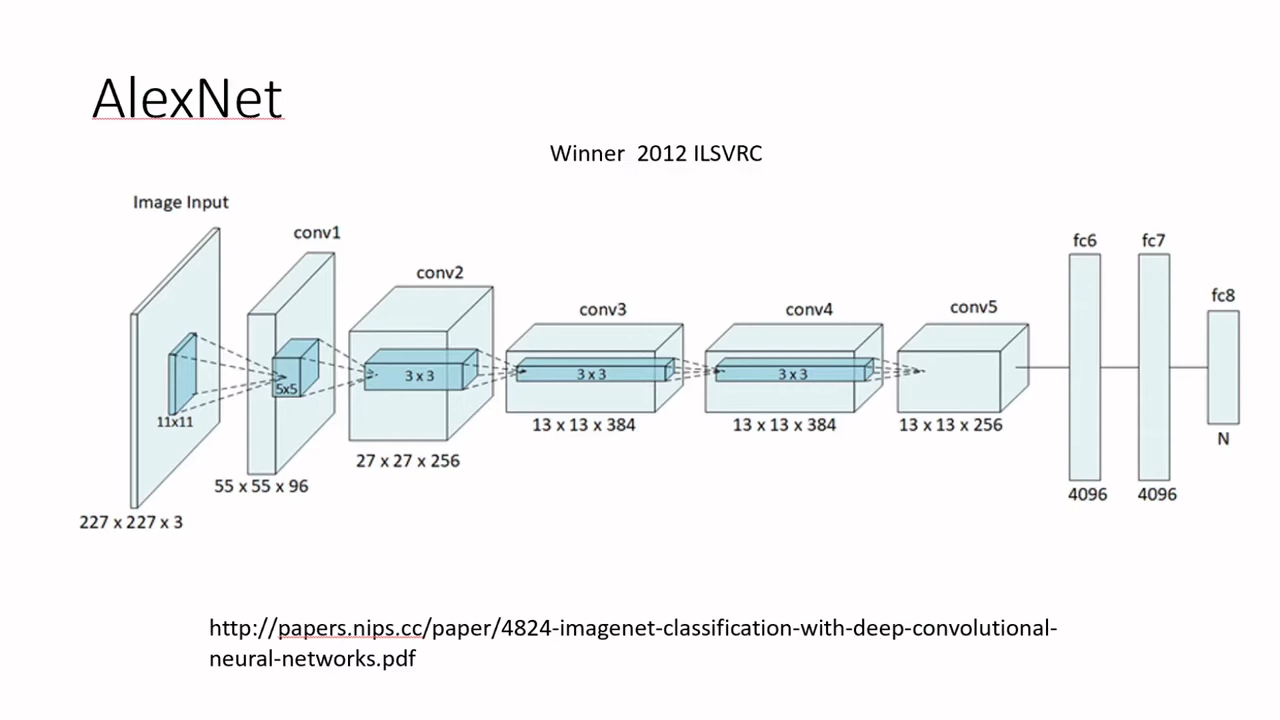 AlexNet
Winner 2012 ILSVRC
Image Input
conv1
conv2
conv3
conv4
conv5
fc6
fc7
fc8
11x11
5x5
3 x 3
3 x 3
3 x 3
227 x 227 x 3
55 x 55 x 96
27 x 27 x 256
13 x 13 x 384
13 x 13 x 384
13 x 13 x 256
4096
4096
N
http://papers.nips.cc/paper/4824-imagenet-classification-with-deep-convolutional-
neural-networks.pdf